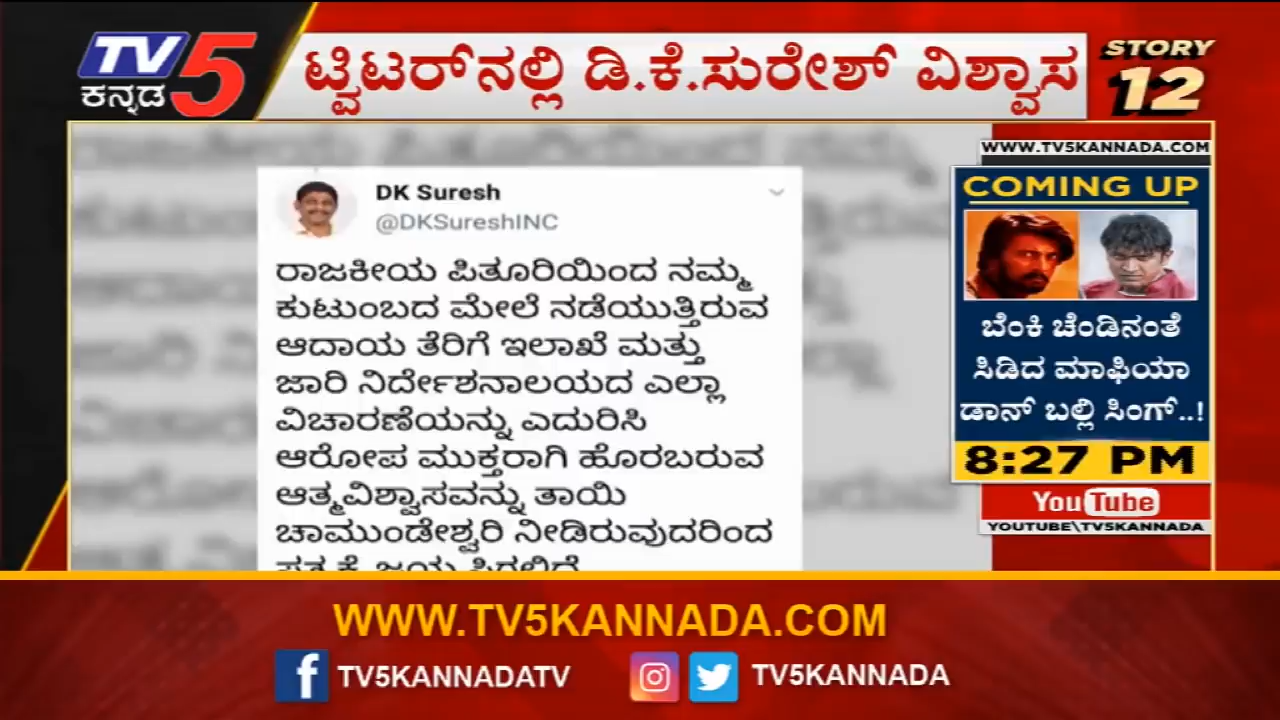 TV5
ಕನ್ನಡ
ಟ್ವಿಟರ್‌ನಲ್ಲಿ ಡಿ.ಕೆ.ಸುರೇಶ್ ವಿಶ್ವಾಸ
STORY
12
WWW.TV5KANNADA.COM
DK Suresh
@DKSureshINC
ರಾಜಕೀಯ ಪಿತೂರಿಯಿಂದ ನಮ್ಮ
ಕುಟುಂಬದ ಮೇಲೆ ನಡೆಯುತ್ತಿರುವ
ಆದಾಯ ತೆರಿಗೆ ಇಲಾಖೆ ಮತ್ತು
ಜಾರಿ ನಿರ್ದೇಶನಾಲಯದ ಎಲ್ಲಾ
ವಿಚಾರಣೆಯನ್ನು ಎದುರಿಸಿ
ಆರೋಪ ಮುಕ್ತರಾಗಿ ಹೊರಬರುವ
ಆತ್ಮವಿಶ್ವಾಸವನ್ನು ತಾಯಿ
ಚಾಮುಂಡೇಶ್ವರಿ ನೀಡಿರುವುದರಿಂದ
COMING UP
ಬೆಂಕಿ ಚೆಂಡಿನಂತೆ
ಸಿಡಿದ ಮಾಫಿಯಾ
ಡಾನ್ ಬಲ್ಲಿ ಸಿಂಗ್..!
8:27 PM
YouTube
YOUTUBE\TV5KANNADA
WWW.TV5KANNADA.COM
TV5KANNADATV
TV5KANNADA